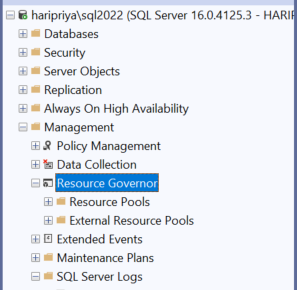 haripriya\sql2022 (SQL Server 16.0.4125.3 - HARIF
Databases
Security
Server Objects
Replication
Always On High Availability
Management
Policy Management
Data Collection
Resource Governor
Resource Pools
External Resource Pools
Extended Events
Maintenance Plans
SQL Server Logs